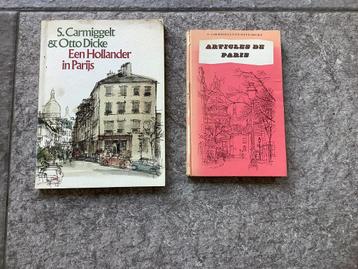 S. Carmiggelt
& Otto Dicke
Een Hollander
in Parijs
ARTICLES DE
PARIS